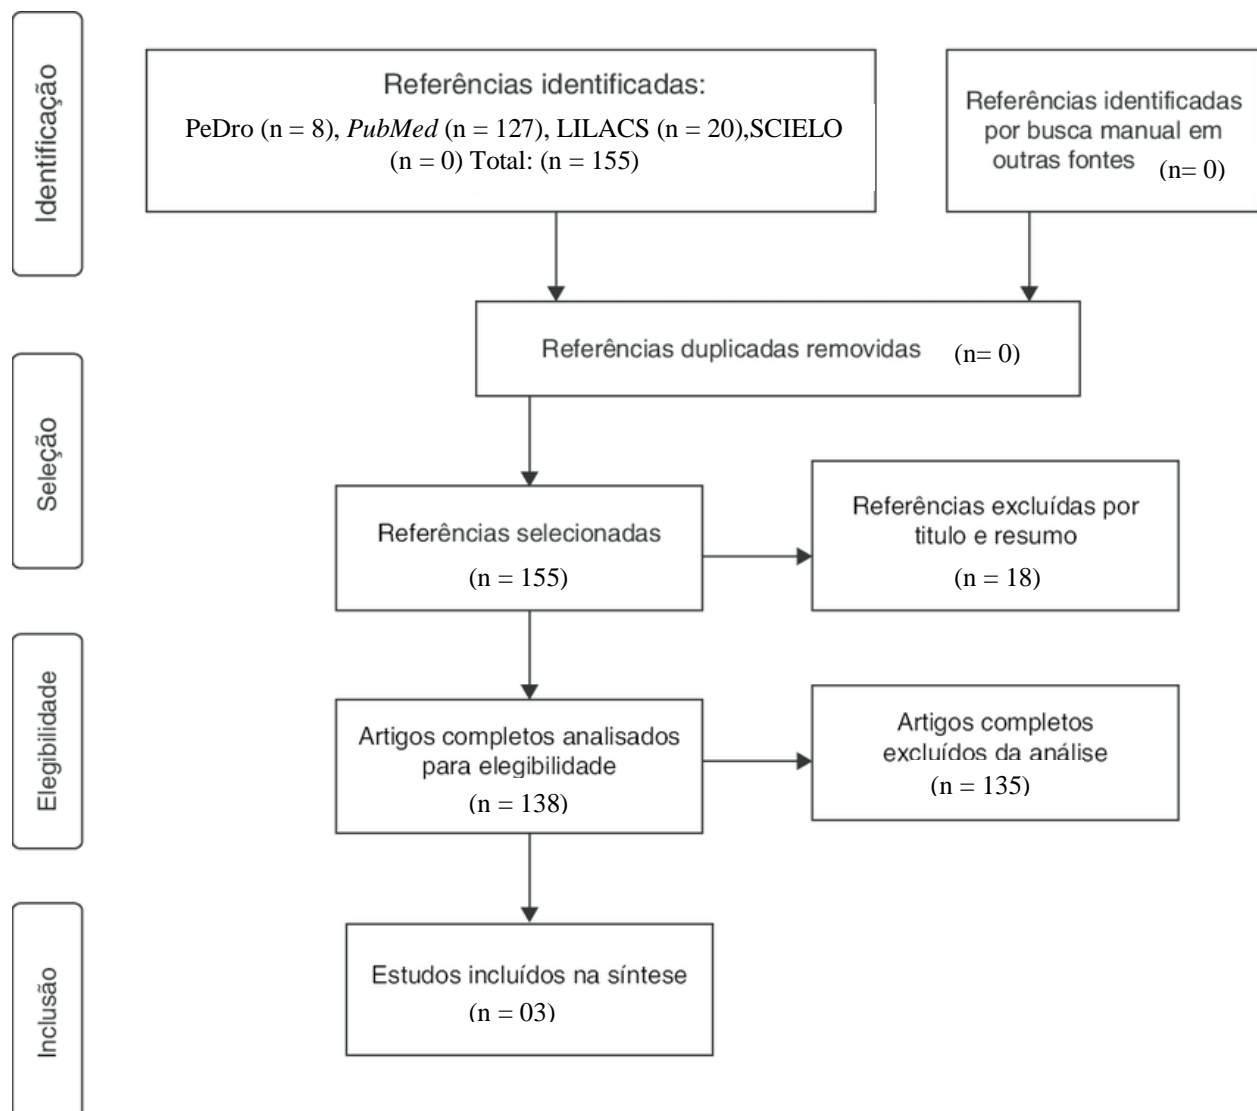 Identificação
Referências identificadas:
PeDro (n = 8), PubMed (n = 127), LILACS (n = 20),SCIELO
(n = 0) Total: (n = 155)
Referências identificadas
por busca manual em
outras fontes (n= 0)
Referências duplicadas removidas (n= 0)
Seleção
Referências selecionadas
(n = 155)
Referências excluídas por
titulo e resumo
(n = 18)
Elegibilidade
Artigos completos analisados
para elegibilidade
(n = 138)
Artigos completos
excluídos da análise
(n = 135)
Inclusão
Estudos incluídos na síntese
(n = 03)